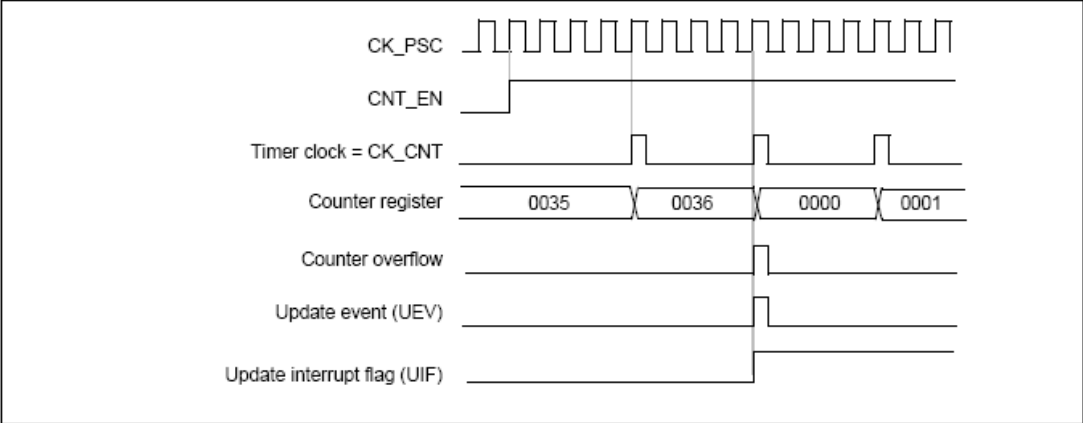 CK_PSC
CNT_EN
Timer clock = CK_CNT
Counter register 0035 0036 0000 0001
Counter overflow
Update event (UEV)
Update interrupt flag (UIF)